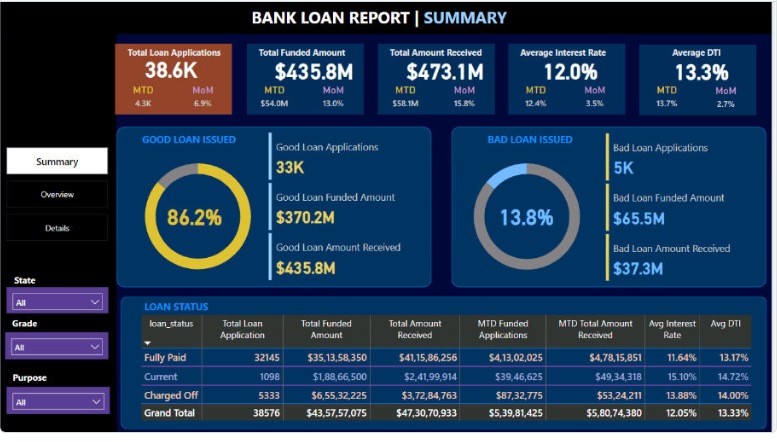 BANK LOAN REPORT | SUMMARY
Total Loan Applications
38.6K
MTD MoM
4.3K 6.9%
Total Funded Amount
$435.8M
MTD MoM
$54.0M 13.0%
Total Amount Received
$473.1M
MTD MoM
$58.1M 15.8%
Average Interest Rate
12.0%
MTD MoM
12.4% 3.5%
Average DTI
13.3%
MTD MoM
13.7% 2.7%
Summary
Overview
Details
State
All
Grade
All
Purpose
All
GOOD LOAN ISSUED
86.2%
Good Loan Applications
33K
Good Loan Funded Amount
$370.2M
Good Loan Amount Received
$435.8M
BAD LOAN ISSUED
13.8%
Bad Loan Applications
5K
Bad Loan Funded Amount
$65.5M
Bad Loan Amount Received
$37.3M
LOAN STATUS
loan_status Total Loan Total Funded Total Amount MTD Funded MTD Total Amount Avg Interest Avg DTI
Application Amount Received Applications Received Rate
Fully Paid 32145 $35,13,58,350 $41,15,86,256 $4,13,02,025 $4,78,15,851 11.64% 13.17%
Current 1098 $1,88,66,500 $2,41,99,914 $39,46,625 $49,34,318 15.10% 14.72%
Charged Off 5333 $6,55,32,225 $3,72,84,763 $87,32,775 $53,24,211 13.88% 14.00%
Grand Total 38576 $43,57,57,075 $47,30,70,933 $5,39,81,425 $5,80,74,380 12.05% 13.33%